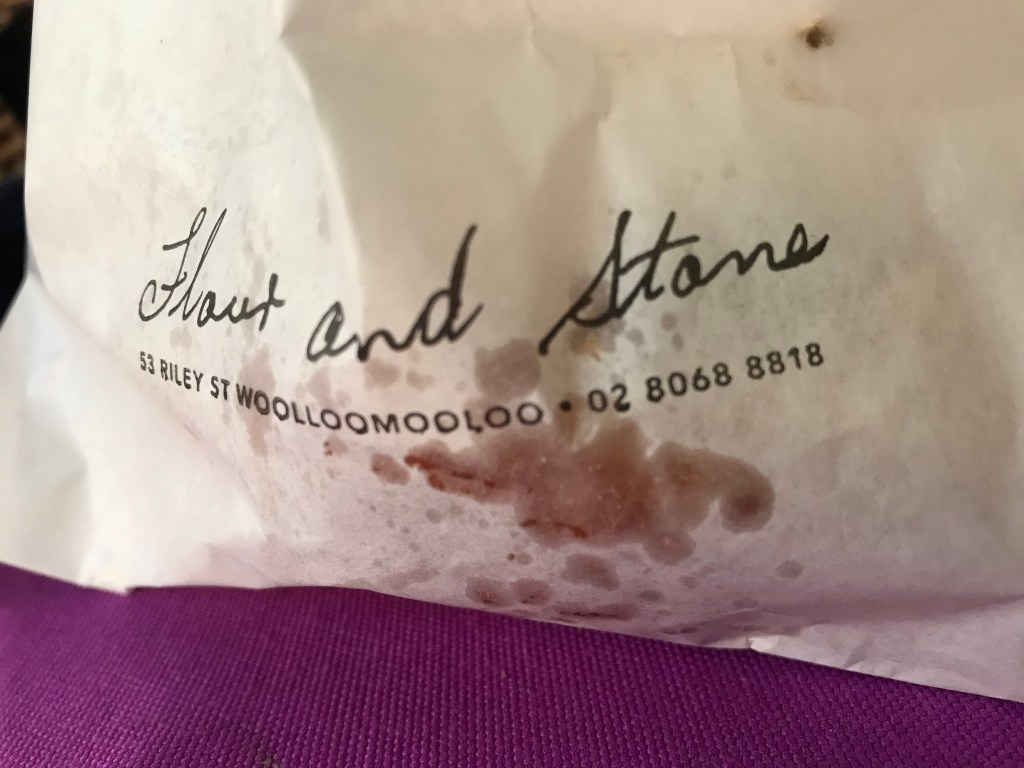 Flour and Stone
53 RILEY ST WOOLLOOMOOLOO • 02 8068 8818